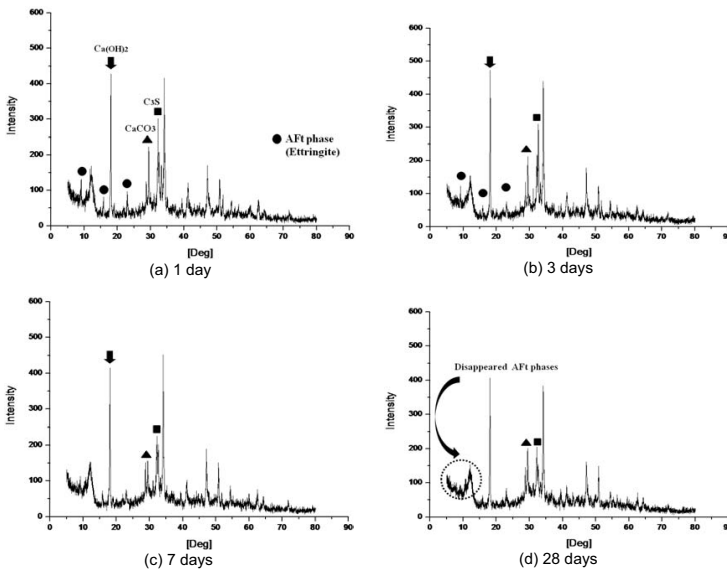 600
500
400
300
200
100
0
Intensity
Ca(OH)2
C3S
CaCO3
AFt phase
(Ettringite)
0 10 20 30 40 50 60 70 80 90
[Deg]
(a) 1 day
600
500
400
300
200
100
0
Intensity
0 10 20 30 40 50 60 70 80 90
[Deg]
(b) 3 days
600
500
400
300
200
100
0
Intensity
0 10 20 30 40 50 60 70 80 90
[Deg]
(c) 7 days
600
500
400
300
200
100
0
Intensity
Disappeared AFt phases
0 10 20 30 40 50 60 70 80 90
[Deg]
(d) 28 days